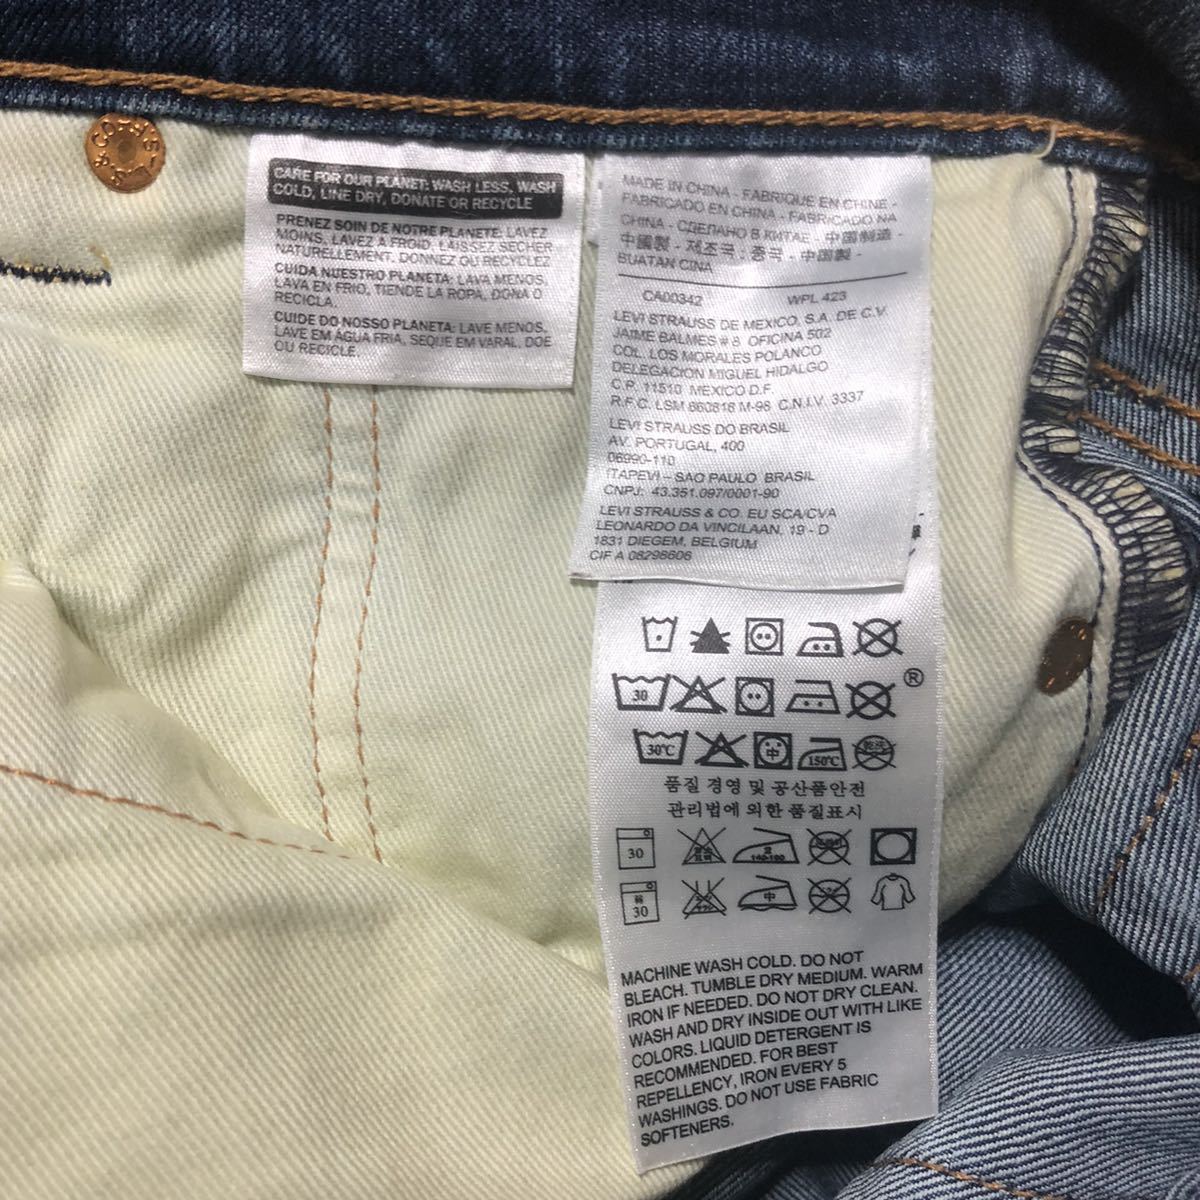 CARE FOR OUR PLANET: WASH LESS, WASH
COLD, LINE DRY, DONATE OR RECYCLE
PRENEZ SOIN DE NOTRE PLANETE: LAVEZ
MOINS, LAVEZ A FROID, LAISSEZ SECHER
NATURELLEMENT, DONNEZ OU RECYCLEZ
CUIDA NUESTRO PLANETA: LAVA MENOS,
LAVA EN FRIO, TIENDE LA ROPA, DONA O
RECICLA.
CUIDE DO NOSSO PLANETA: LAVE MENOS,
LAVE EM ÁGUA FRIA, SEQUE EM VARAL, DOE
OU RECICLE.
MADE IN CHINA - FABRIQUE EN CHINE -
FABRICADO EN CHINA - FABRICADO NA
CHINA - СДЕЛАНО В КИТАЕ - 中国制造 -
中國製 - 제조국 : 중국 - 中国製 -
BUATAN CINA
CA00342 WPL 423
LEVI STRAUSS DE MEXICO, S.A. DE C.V.
JAIME BALMES # 8 OFICINA 502
COL. LOS MORALES POLANCO
DELEGACION MIGUEL HIDALGO
C.P. 11510 MEXICO D.F.
R.F.C. LSM 860818 M-96 C.N.I.V. 3337
LEVI STRAUSS DO BRASIL
AV. PORTUGAL, 400
06990-110
ITAPEVI – SAO PAULO BRASIL
CNPJ: 43.351.097/0001-90
LEVI STRAUSS & CO. EU SCA/CVA
LEONARDO DA VINCILAAN, 19 - D
1831 DIEGEM, BELGIUM
CIF A 08298606
30 ®
30℃ 中 150℃
품질 경영 및 공산품안전
관리법에 의한 품질표시
30
30 中
MACHINE WASH COLD. DO NOT
BLEACH. TUMBLE DRY MEDIUM. WARM
IRON IF NEEDED. DO NOT DRY CLEAN.
WASH AND DRY INSIDE OUT WITH LIKE
COLORS. LIQUID DETERGENT IS
RECOMMENDED. FOR BEST
REPELLENCY, IRON EVERY 5
WASHINGS. DO NOT USE FABRIC
SOFTENERS.